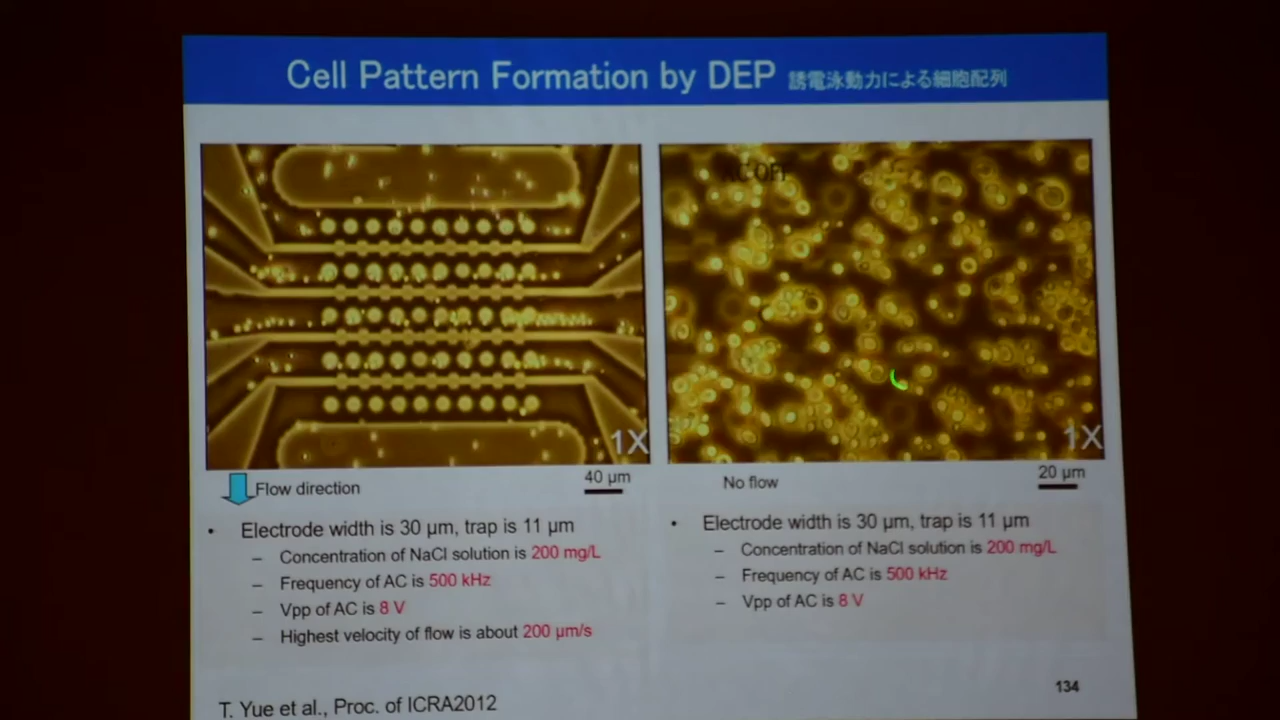 Cell Pattern Formation by DEP 誘電泳動力による細胞配列
AC OFF
1X
1X
Flow direction
40 µm
No flow
20 µm
• Electrode width is 30 µm, trap is 11 µm
– Concentration of NaCl solution is 200 mg/L
– Frequency of AC is 500 kHz
– Vpp of AC is 8 V
– Highest velocity of flow is about 200 µm/s
• Electrode width is 30 µm, trap is 11 µm
– Concentration of NaCl solution is 200 mg/L
– Frequency of AC is 500 kHz
– Vpp of AC is 8 V
134
T. Yue et al., Proc. of ICRA2012